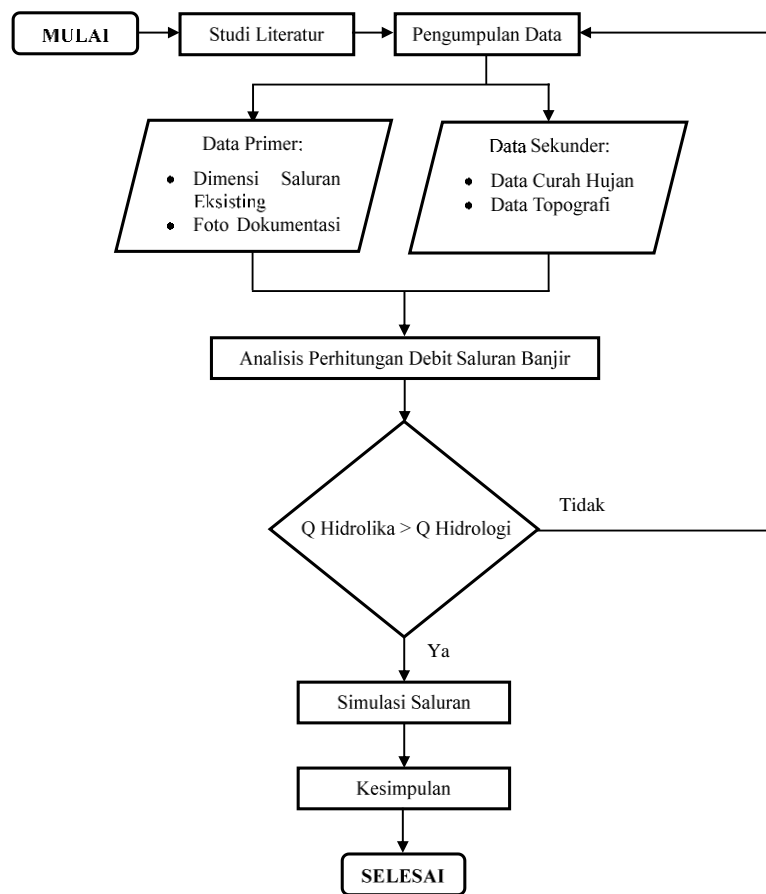 MULAI
Studi Literatur
Pengumpulan Data
Data Primer:
• Dimensi Saluran
Eksisting
• Foto Dokumentasi
Data Sekunder:
• Data Curah Hujan
• Data Topografi
Analisis Perhitungan Debit Saluran Banjir
Q Hidrolika > Q Hidrologi
Tidak
Ya
Simulasi Saluran
Kesimpulan
SELESAI